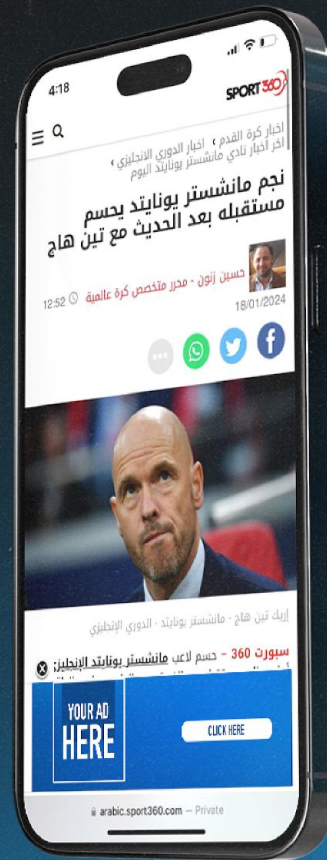 4:18
SPORT360
اخبار كرة القدم › اخبار الدوري الانجليزي ›
اخر اخبار نادي مانشستر يونايتد اليوم
نجم مانشستر يونايتد يحسم
مستقبله بعد الحديث مع تين هاج
حسين زنون - محرر متخصص كرة عالمية 12:52
18/01/2024
إريك تين هاج - مانشستر يونايتد - الدوري الإنجليزي
سبورت 360 – حسم لاعب مانشستر يونايتد الإنجليزي
YOUR AD
HERE
CLICK HERE
arabic.sport360.com — Private